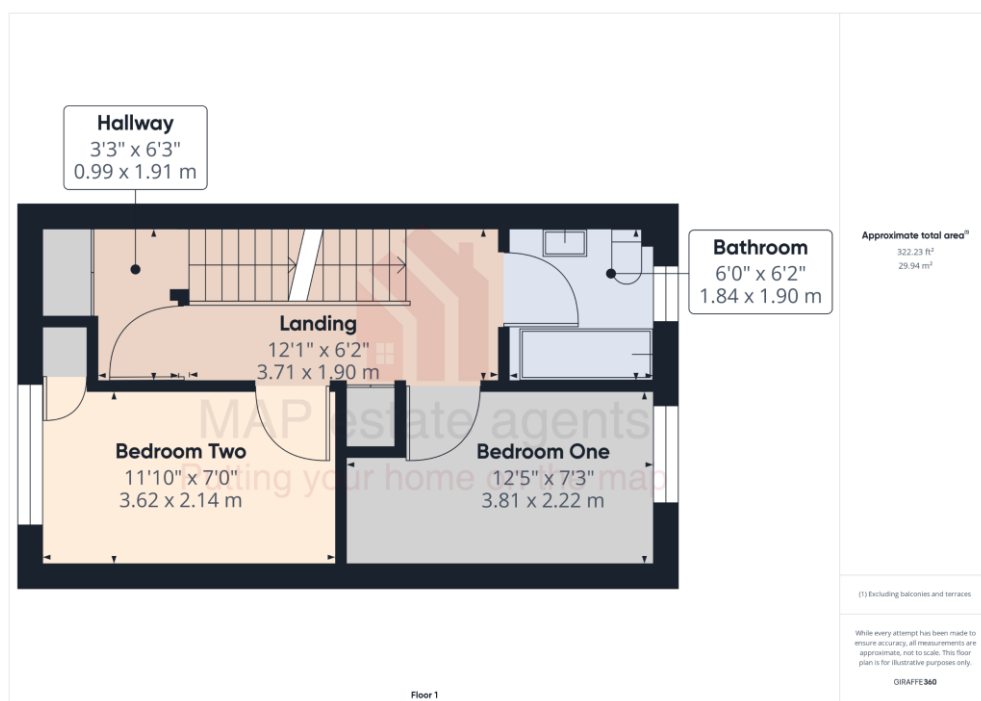 Hallway
3'3" x 6'3"
0.99 x 1.91 m
Bathroom
6'0" x 6'2"
1.84 x 1.90 m
Landing
12'1" x 6'2"
3.71 x 1.90 m
MAP estate agents
Putting your home on the map
Bedroom Two
11'10" x 7'0"
3.62 x 2.14 m
Bedroom One
12'5" x 7'3"
3.81 x 2.22 m
Floor 1
Approximate total area⁽¹⁾
322.23 ft²
29.94 m²
(1) Excluding balconies and terraces
While every attempt has been made to
ensure accuracy, all measurements are
approximate, not to scale. This floor
plan is for illustrative purposes only.
GIRAFFE360